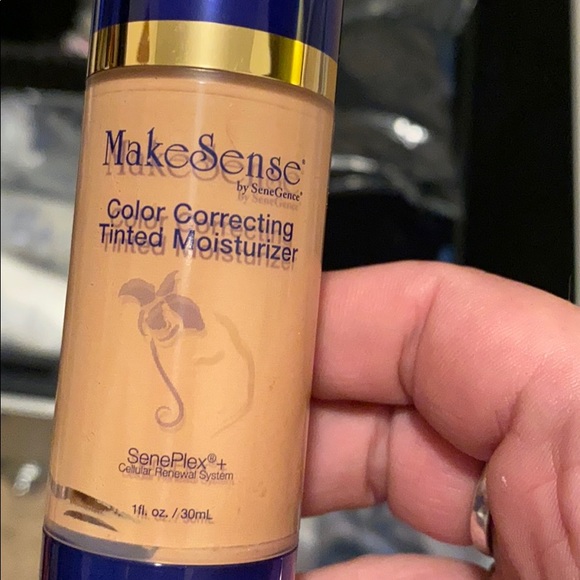 MakeSense®
by SeneGence®
Color Correcting
Tinted Moisturizer
SenePlex®+
Cellular Renewal System
1fl. oz. / 30mL